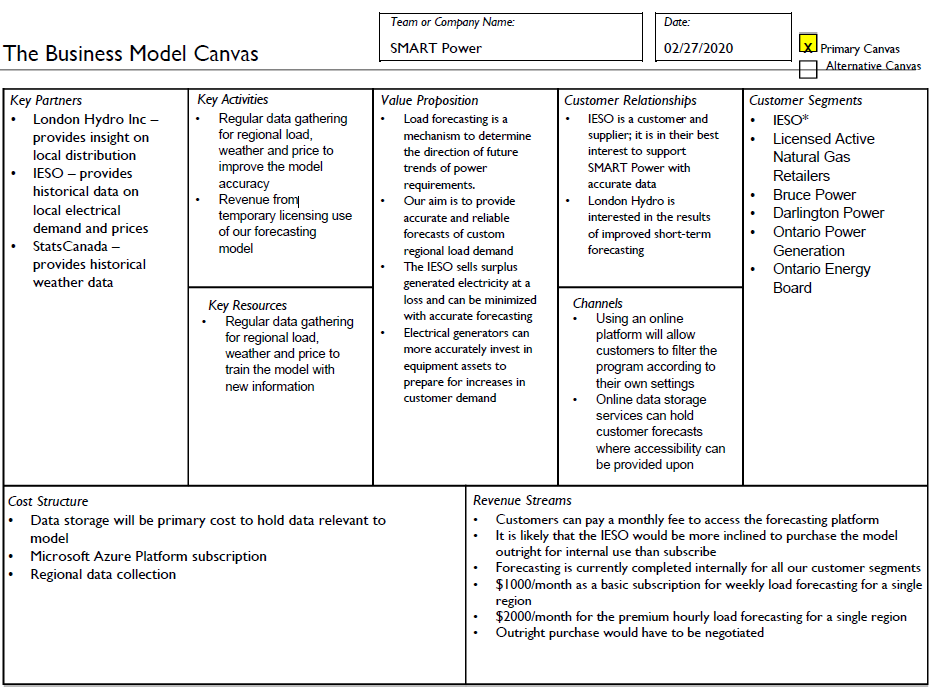 Team or Company Name:
SMART Power
Date:
02/27/2020
The Business Model Canvas
X Primary Canvas
Alternative Canvas
Key Partners
• London Hydro Inc –
provides insight on
local distribution
• IESO – provides
historical data on
local electrical
demand and prices
• StatsCanada –
provides historical
weather data
Key Activities
• Regular data gathering
for regional load,
weather and price to
improve the model
accuracy
• Revenue from
temporary licensing use
of our forecasting
model
Key Resources
• Regular data gathering
for regional load,
weather and price to
train the model with
new information
Value Proposition
• Load forecasting is a
mechanism to determine
the direction of future
trends of power
requirements.
• Our aim is to provide
accurate and reliable
forecasts of custom
regional load demand
• The IESO sells surplus
generated electricity at a
loss and can be minimized
with accurate forecasting
• Electrical generators can
more accurately invest in
equipment assets to
prepare for increases in
customer demand
Customer Relationships
• IESO is a customer and
supplier; it is in their best
interest to support
SMART Power with
accurate data
• London Hydro is
interested in the results
of improved short-term
forecasting
Channels
• Using an online
platform will allow
customers to filter the
program according to
their own settings
• Online data storage
services can hold
customer forecasts
where accessibility can
be provided upon
Customer Segments
• IESO*
• Licensed Active
Natural Gas
Retailers
• Bruce Power
• Darlington Power
• Ontario Power
Generation
• Ontario Energy
Board
Cost Structure
• Data storage will be primary cost to hold data relevant to
model
• Microsoft Azure Platform subscription
• Regional data collection
Revenue Streams
• Customers can pay a monthly fee to access the forecasting platform
• It is likely that the IESO would be more inclined to purchase the model
outright for internal use than subscribe
• Forecasting is currently completed internally for all our customer segments
• $1000/month as a basic subscription for weekly load forecasting for a single
region
• $2000/month for the premium hourly load forecasting for a single region
• Outright purchase would have to be negotiated